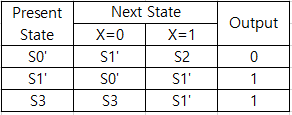 Present State Next State Output
X=0 X=1
S0' S1' S2 0
S1' S0' S1' 1
S3 S3 S1' 1